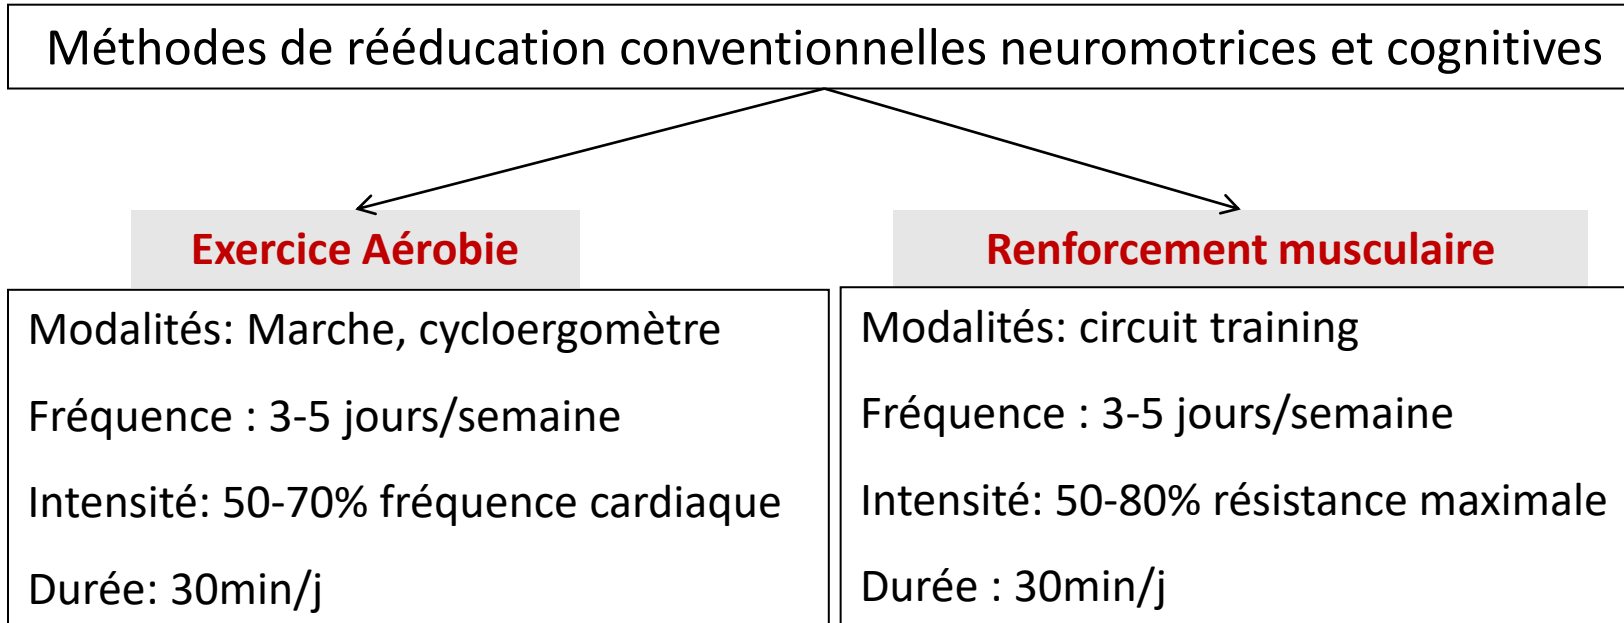 Méthodes de rééducation conventionnelles neuromotrices et cognitives
Exercice Aérobie
Modalités: Marche, cycloergomètre
Fréquence : 3-5 jours/semaine
Intensité: 50-70% fréquence cardiaque
Durée: 30min/j
Renforcement musculaire
Modalités: circuit training
Fréquence : 3-5 jours/semaine
Intensité: 50-80% résistance maximale
Durée : 30min/j